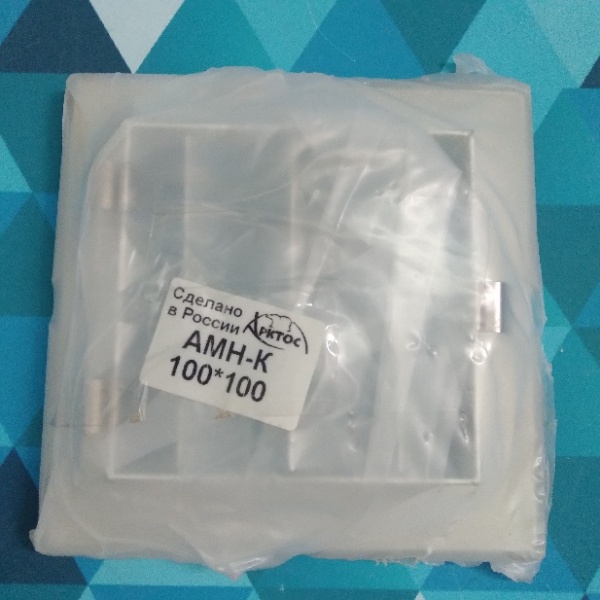 Сделано
в России
АРКТОС
АМН-К
100*100